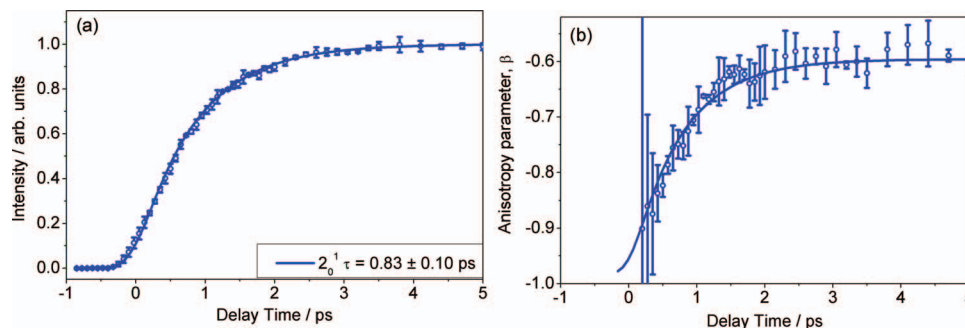 (a)
1.0
0.8
0.6
0.4
0.2
0.0
Intensity / arb. units
2₀¹ τ = 0.83 ± 0.10 ps
-1 0 1 2 3 4 5
Delay Time / ps
(b)
-0.6
-0.7
-0.8
-0.9
-1.0
Anisotropy parameter, β
-1 0 1 2 3 4 5
Delay Time / ps